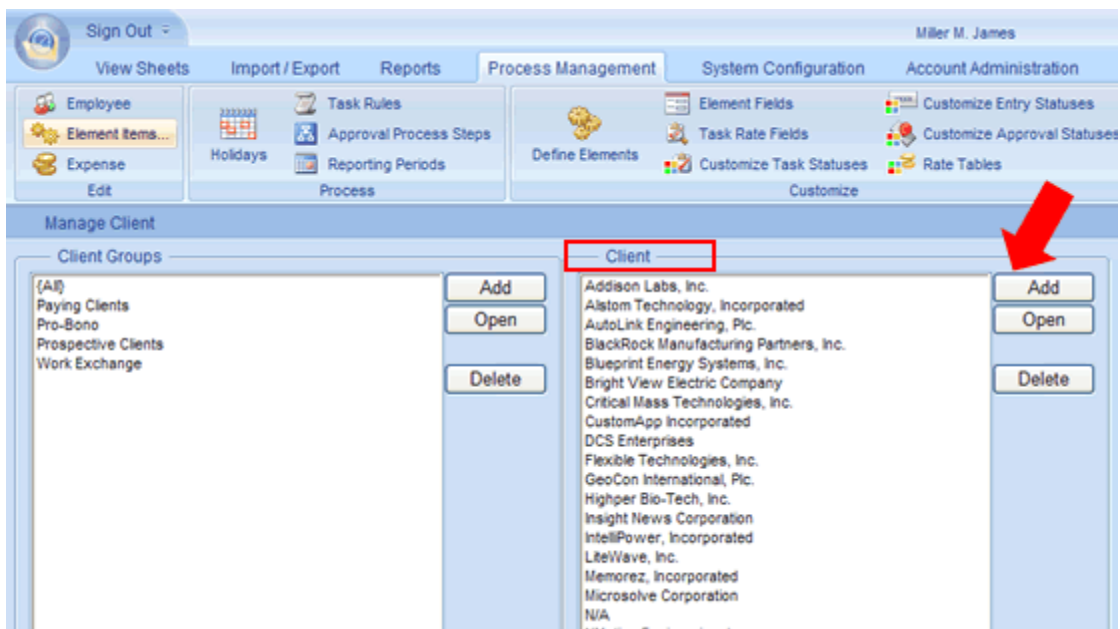 Sign Out
Miller M. James
View Sheets Import / Export Reports Process Management System Configuration Account Administration
Employee
Element Items...
Expense
Edit
Holidays
Task Rules
Approval Process Steps
Reporting Periods
Process
Define Elements
Element Fields
Task Rate Fields
Customize Task Statuses
Customize Entry Statuses
Customize Approval Statuses
Rate Tables
Customize
Manage Client
Client Groups
{All}
Paying Clients
Pro-Bono
Prospective Clients
Work Exchange
Add
Open
Delete
Client
Addison Labs, Inc.
Alstom Technology, Incorporated
AutoLink Engineering, Plc.
BlackRock Manufacturing Partners, Inc.
Blueprint Energy Systems, Inc.
Bright View Electric Company
Critical Mass Technologies, Inc.
CustomApp Incorporated
DCS Enterprises
Flexible Technologies, Inc.
GeoCon International, Plc.
Highper Bio-Tech, Inc.
Insight News Corporation
IntelliPower, Incorporated
LiteWave, Inc.
Memorez, Incorporated
Microsolve Corporation
N/A
Add
Open
Delete